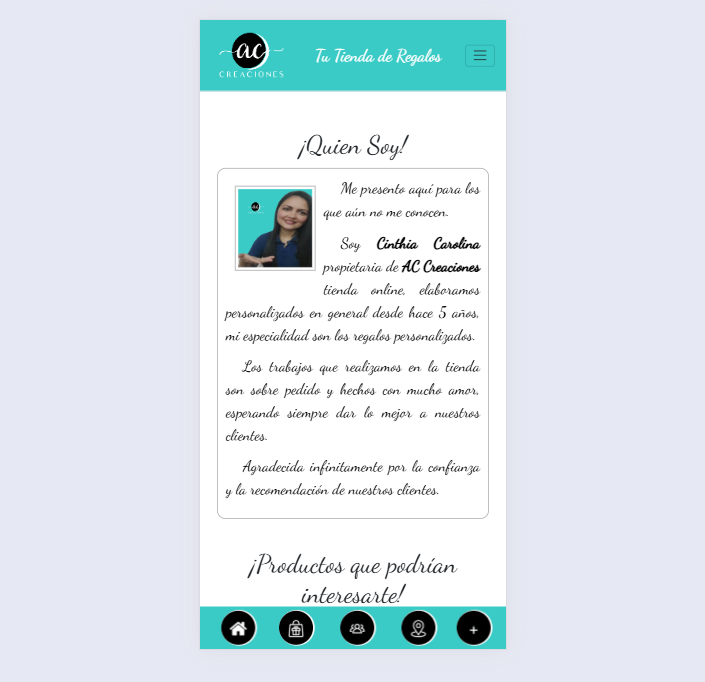 ac
CREACIONES
Tu Tienda de Regalos
¡Quien Soy!
Me presento aquí para los
que aún no me conocen.
Soy Cinthia Carolina
propietaria de AC Creaciones
tienda online, elaboramos
personalizados en general desde hace 5 años,
mi especialidad son los regalos personalizados.
Los trabajos que realizamos en la tienda
son sobre pedido y hechos con mucho amor,
esperando siempre dar lo mejor a nuestros
clientes.
Agradecida infinitamente por la confianza
y la recomendación de nuestros clientes.
¡Productos que podrían
interesarte!